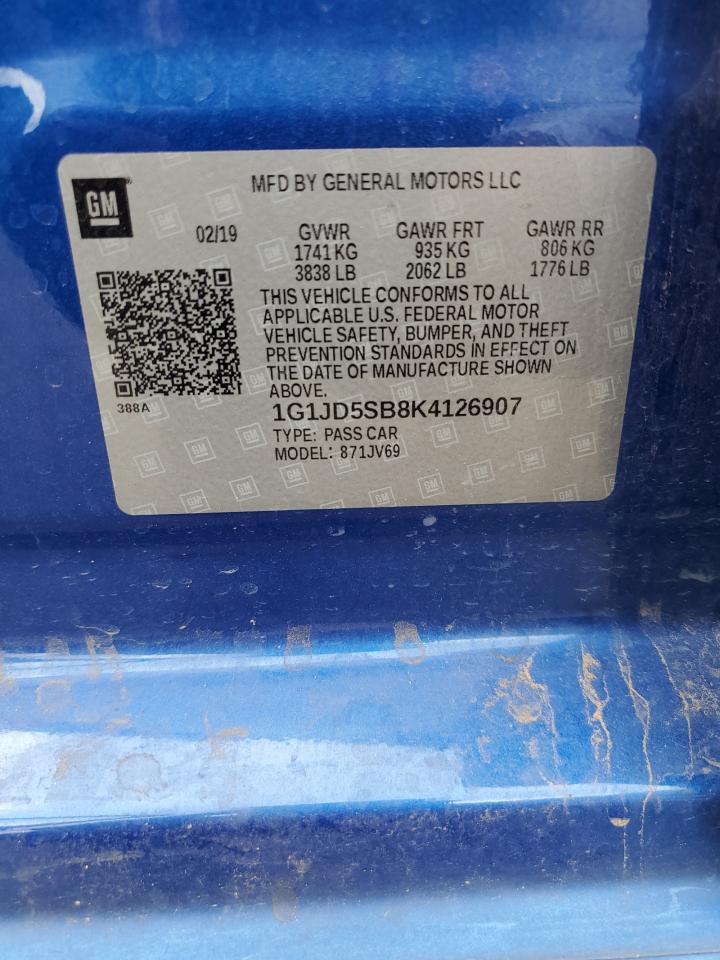 GM
MFD BY GENERAL MOTORS LLC
02/19 GVWR GAWR FRT GAWR RR
1741 KG 935 KG 806 KG
3838 LB 2062 LB 1776 LB
THIS VEHICLE CONFORMS TO ALL
APPLICABLE U.S. FEDERAL MOTOR
VEHICLE SAFETY, BUMPER, AND THEFT
PREVENTION STANDARDS IN EFFECT ON
THE DATE OF MANUFACTURE SHOWN
ABOVE.
388A
1G1JD5SB8K4126907
TYPE: PASS CAR
MODEL: 871JV69